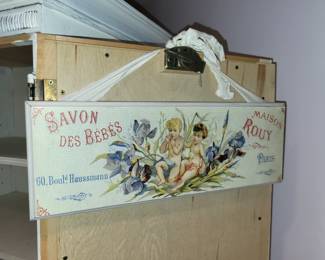 SAVON
DES BÉBÉS
60, Boul.d Haussmann
MAISON
ROUY
PARIS